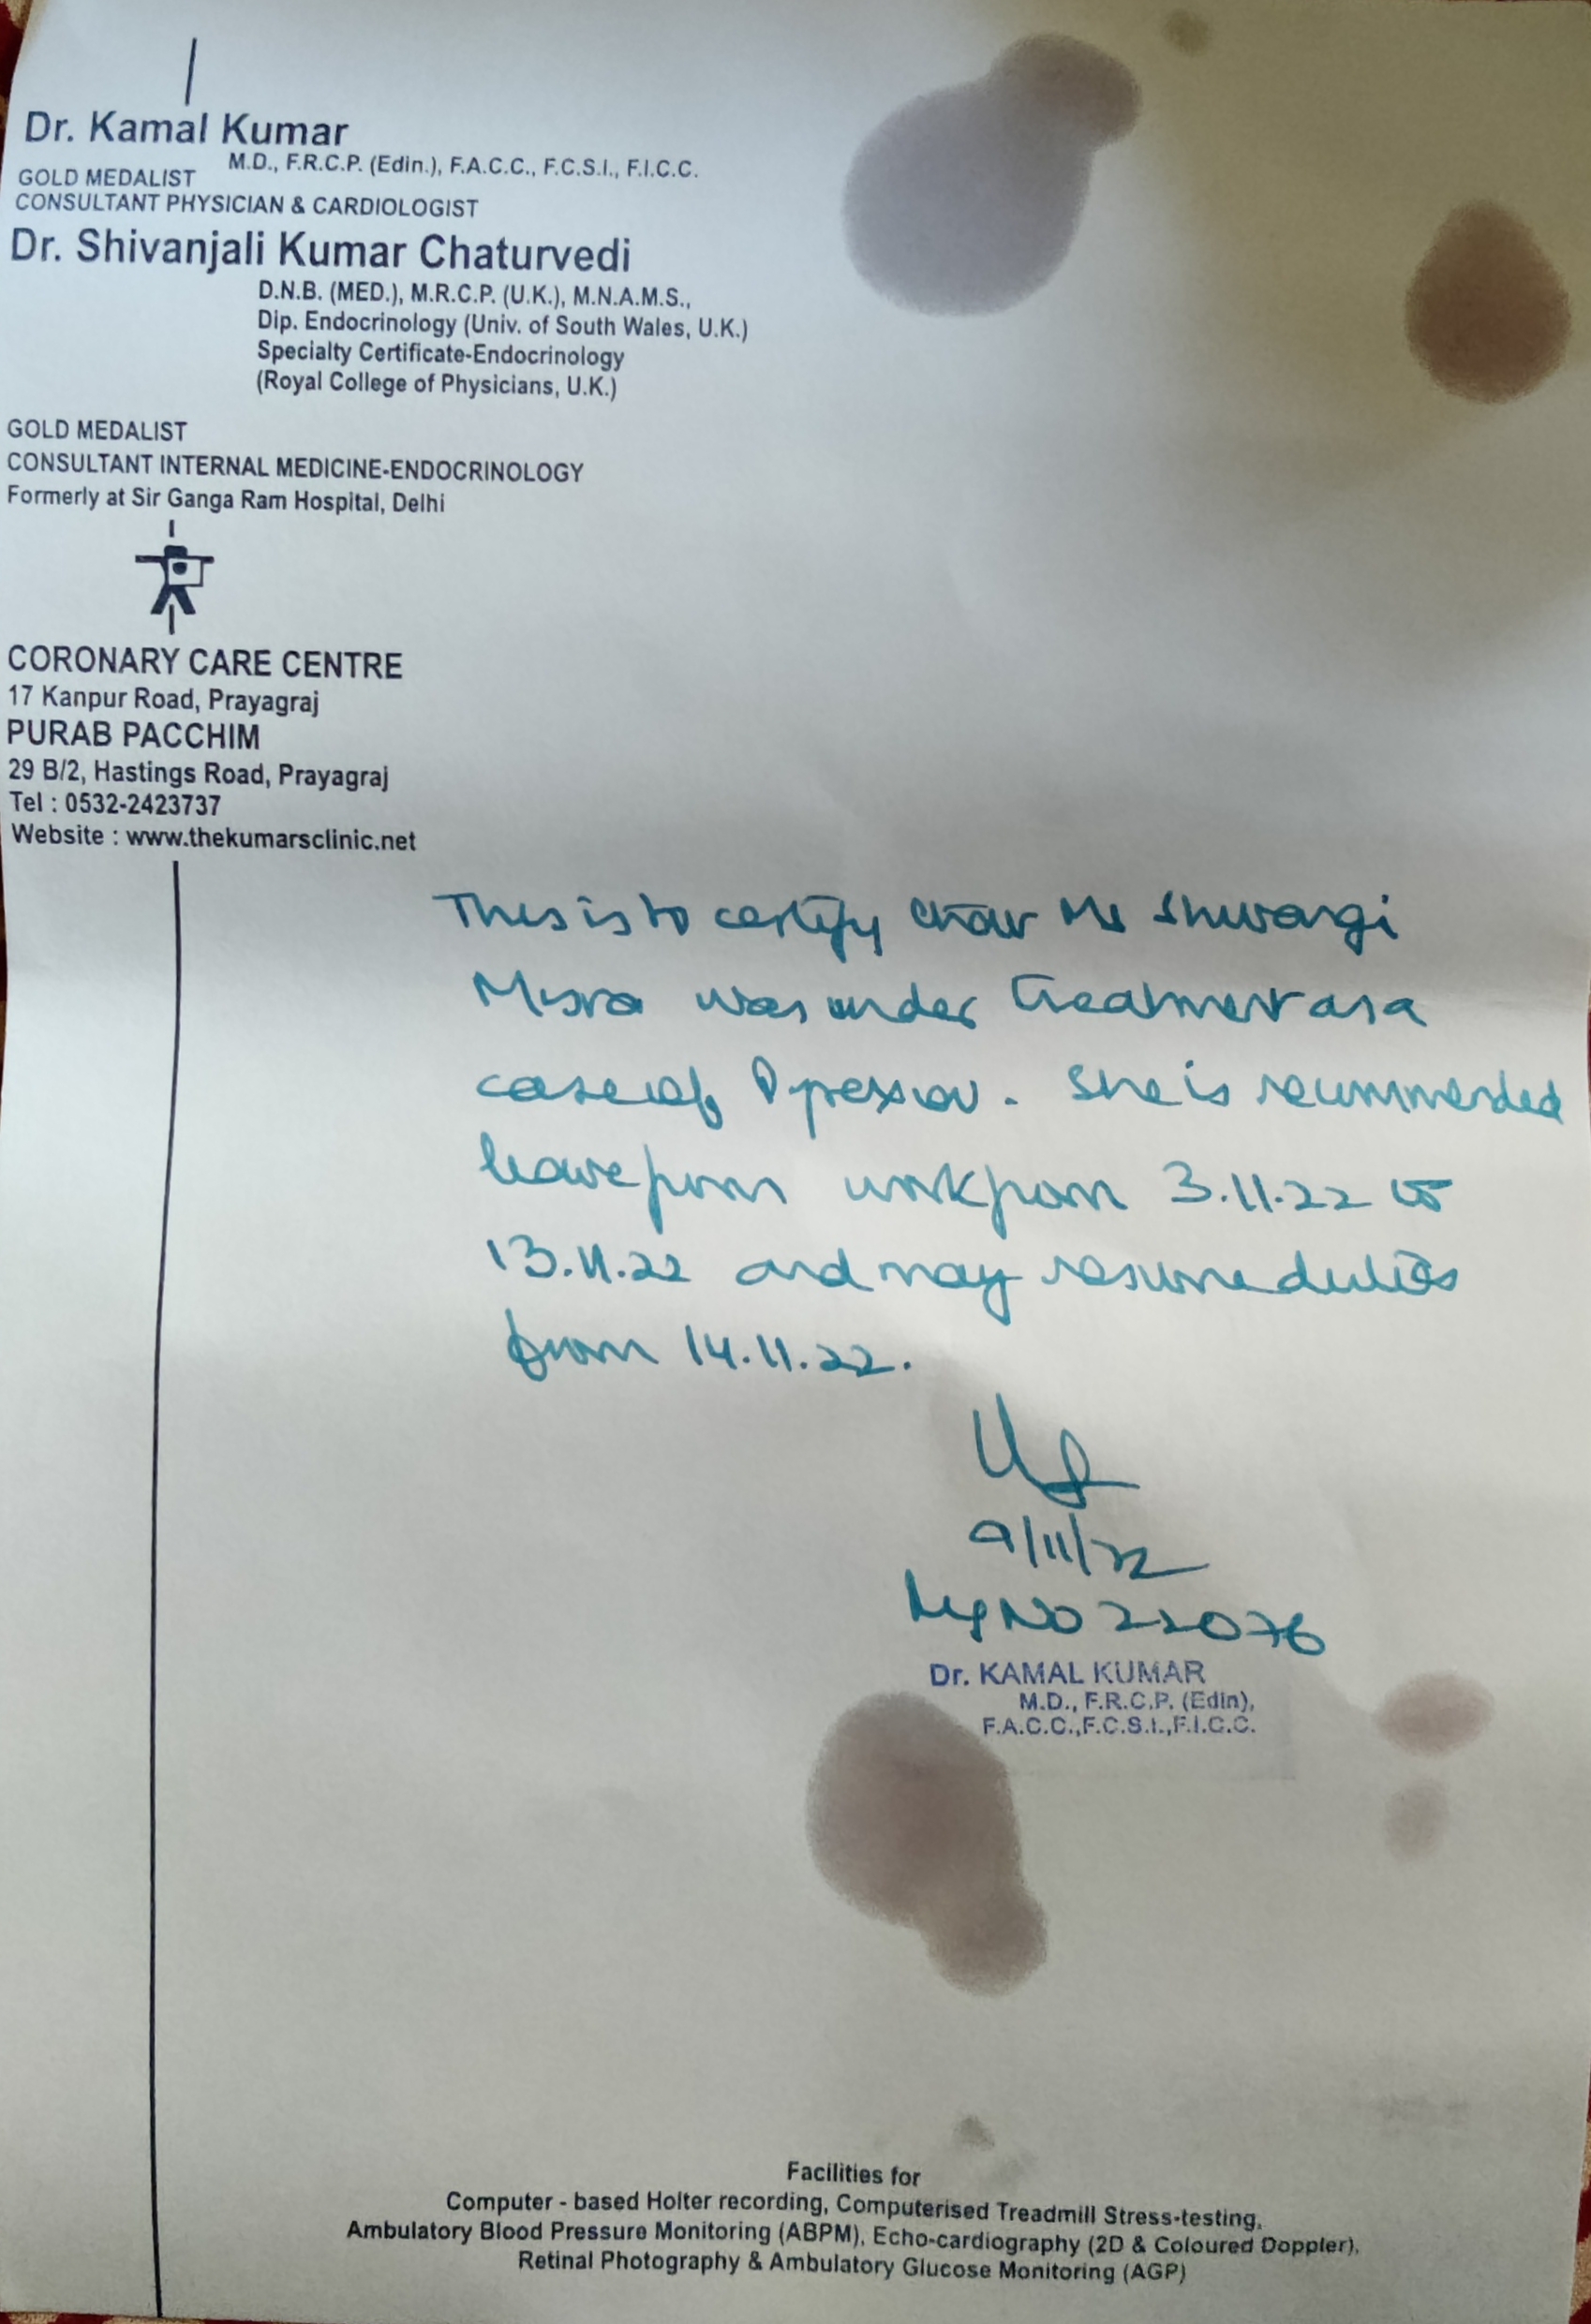 Dr. Kamal Kumar
M.D., F.R.C.P. (Edin.), F.A.C.C., F.C.S.I., F.I.C.C.
GOLD MEDALIST
CONSULTANT PHYSICIAN & CARDIOLOGIST
Dr. Shivanjali Kumar Chaturvedi
D.N.B. (MED.), M.R.C.P. (U.K.), M.N.A.M.S.,
Dip. Endocrinology (Univ. of South Wales, U.K.)
Specialty Certificate-Endocrinology
(Royal College of Physicians, U.K.)
GOLD MEDALIST
CONSULTANT INTERNAL MEDICINE-ENDOCRINOLOGY
Formerly at Sir Ganga Ram Hospital, Delhi
CORONARY CARE CENTRE
17 Kanpur Road, Prayagraj
PURAB PACCHIM
29 B/2, Hastings Road, Prayagraj
Tel : 0532-2423737
Website : www.thekumarsclinic.net
This is to certify that Ms Shivangi
Misra was under treatment as a
case of . She is recommended
leave from work from 3.11.22 to
13.11.22 and may resume duties
from 14.11.22.
9/11/22
Reg No 22076
Dr. KAMAL KUMAR
M.D., F.R.C.P. (Edin),
F.A.C.C.,F.C.S.I.,F.I.C.C.
Facilities for
Computer - based Holter recording, Computerised Treadmill Stress-testing,
Ambulatory Blood Pressure Monitoring (ABPM), Echo-cardiography (2D & Coloured Doppler),
Retinal Photography & Ambulatory Glucose Monitoring (AGP)